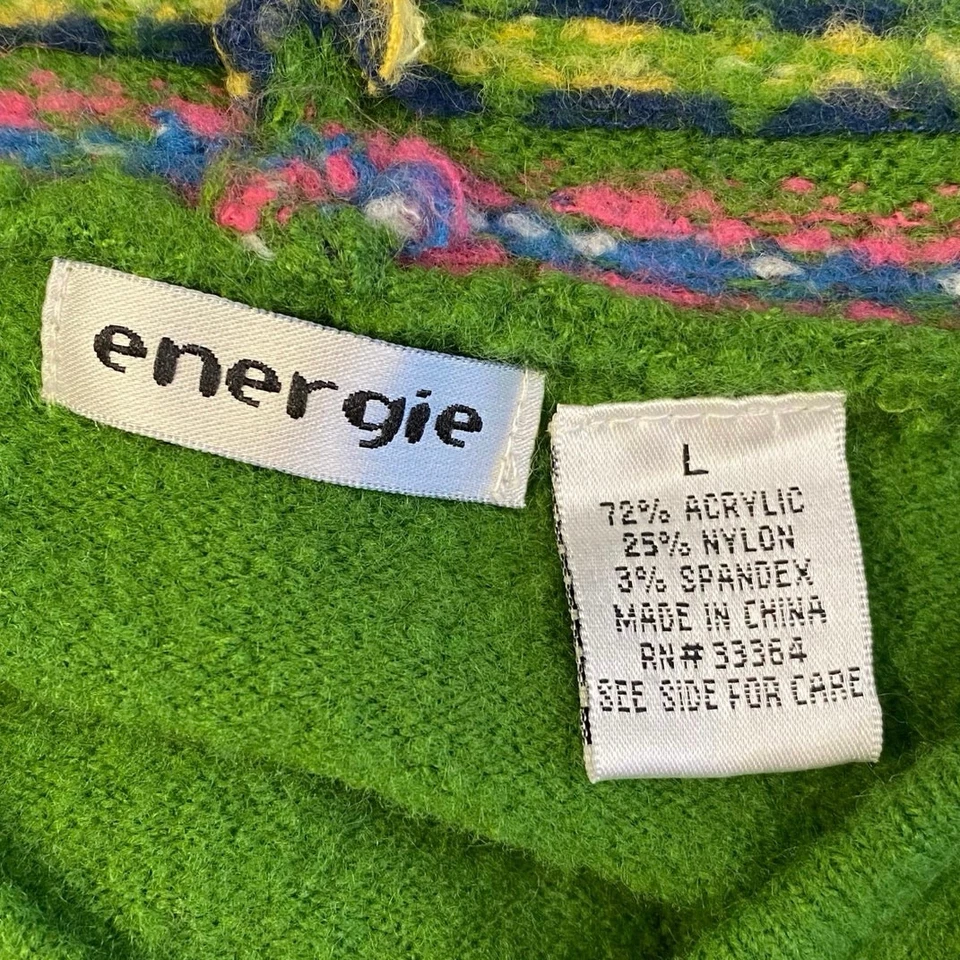 energie
L
72% ACRYLIC
25% NYLON
3% SPANDEX
MADE IN CHINA
RN# 33364
SEE SIDE FOR CARE